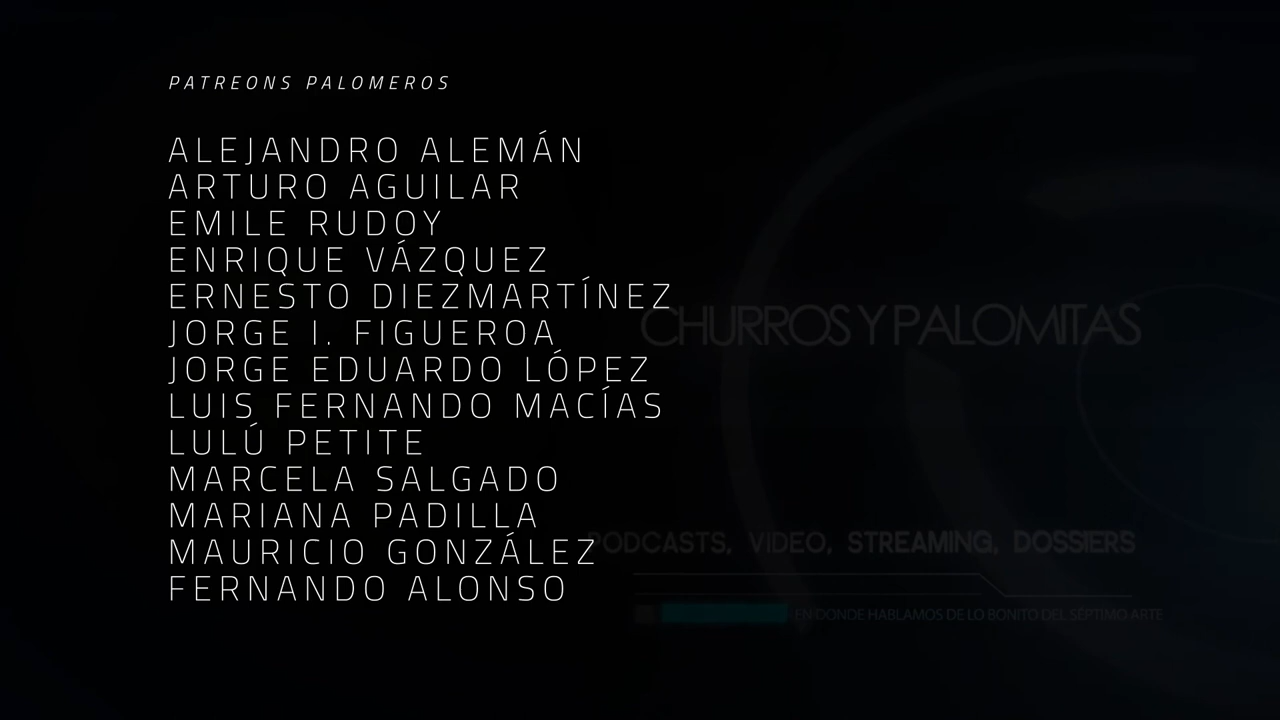 PATREONS PALOMEROS
ALEJANDRO ALEMÁN
ARTURO AGUILAR
EMILE RUDOY
ENRIQUE VÁZQUEZ
ERNESTO DIEZMARTÍNEZ
JORGE I. FIGUEROA
JORGE EDUARDO LÓPEZ
LUIS FERNANDO MACÍAS
LULÚ PETITE
MARCELA SALGADO
MARIANA PADILLA
MAURICIO GONZÁLEZ
FERNANDO ALONSO
CHURROS Y PALOMITAS
PODCASTS, VIDEO, STREAMING, DOSSIERS
EN DONDE HABLAMOS DE LO BONITO DEL SÉPTIMO ARTE